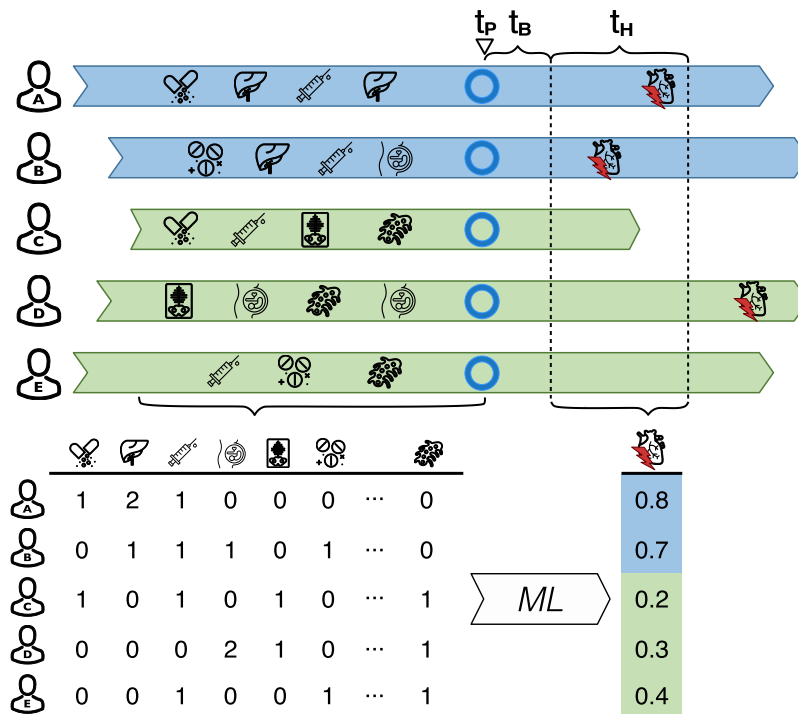 tP tB tH
A
B
C
D
E
A 1 2 1 0 0 0 ... 0 0.8
B 0 1 1 1 0 1 ... 0 0.7
C 1 0 1 0 1 0 ... 1 ML 0.2
D 0 0 0 2 1 0 ... 1 0.3
E 0 0 1 0 0 1 ... 1 0.4